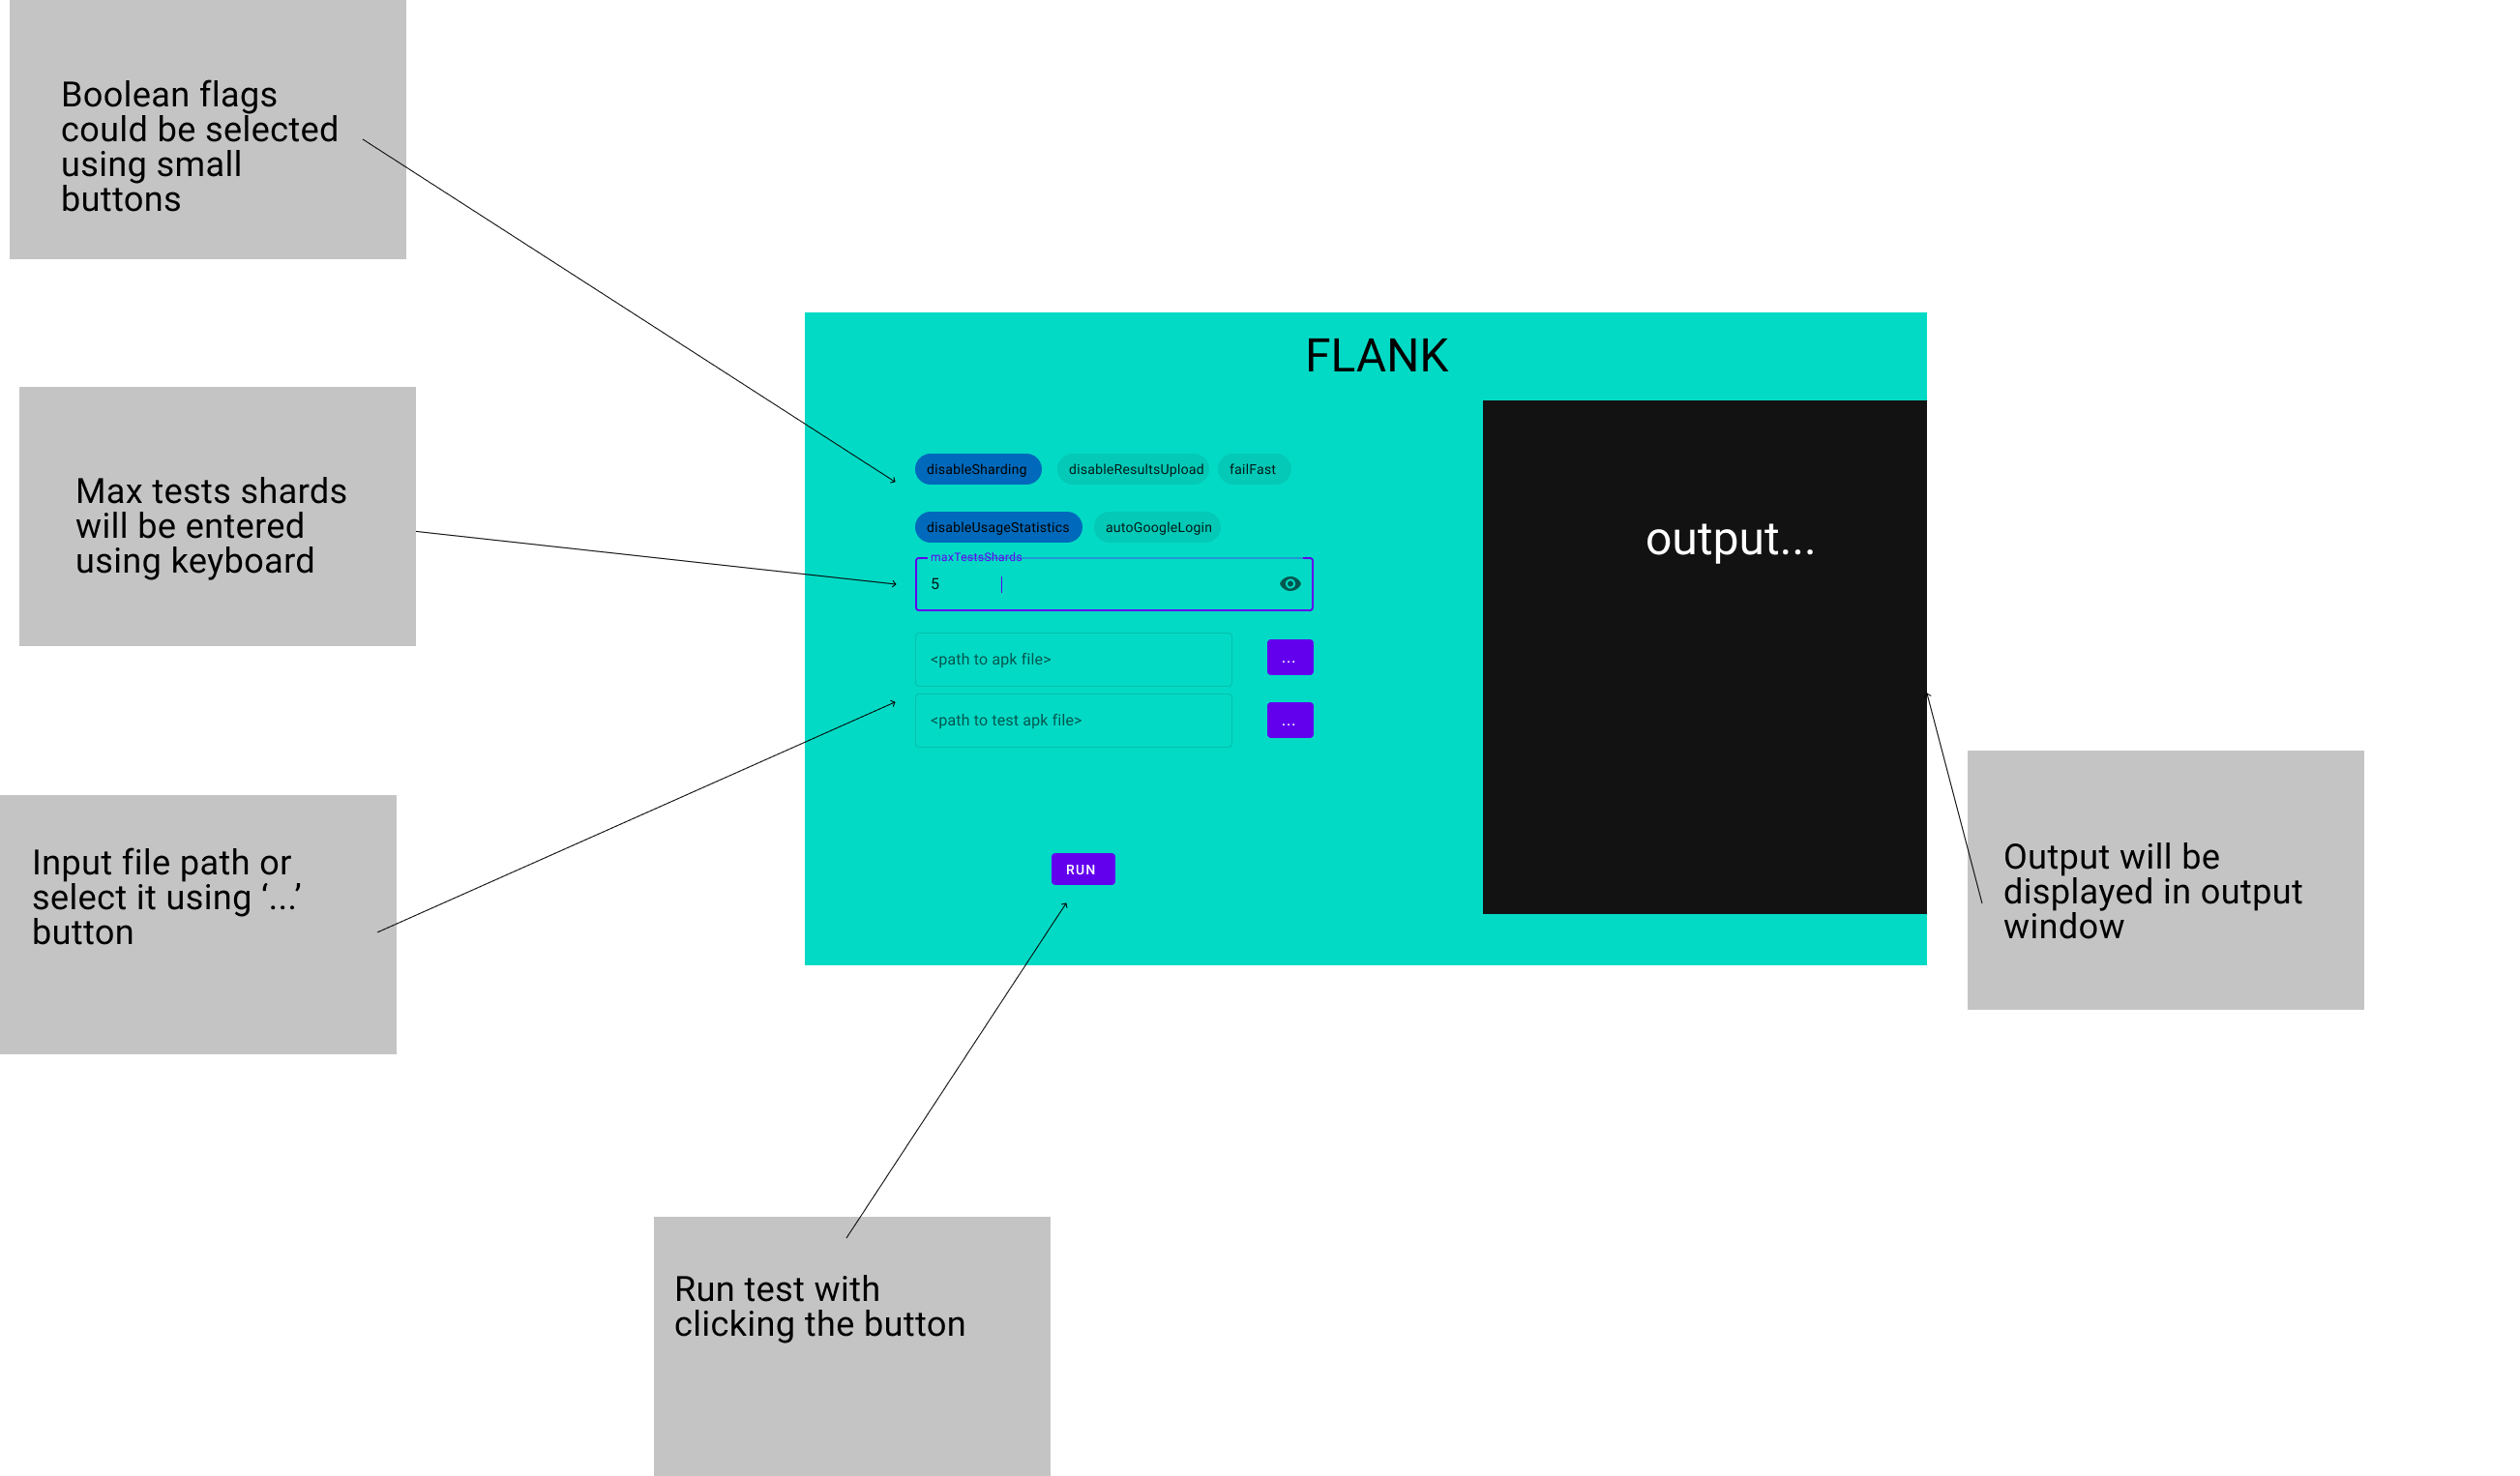 Boolean flags
could be selected
using small
buttons
FLANK
Max tests shards
will be entered
using keyboard
disableSharding
disableResultsUpload
failFast
disableUsageStatistics
autoGoogleLogin
maxTestsShards
5
<path to apk file>
...
<path to test apk file>
...
output...
Input file path or
select it using ‘...’
button
RUN
Output will be
displayed in output
window
Run test with
clicking the button